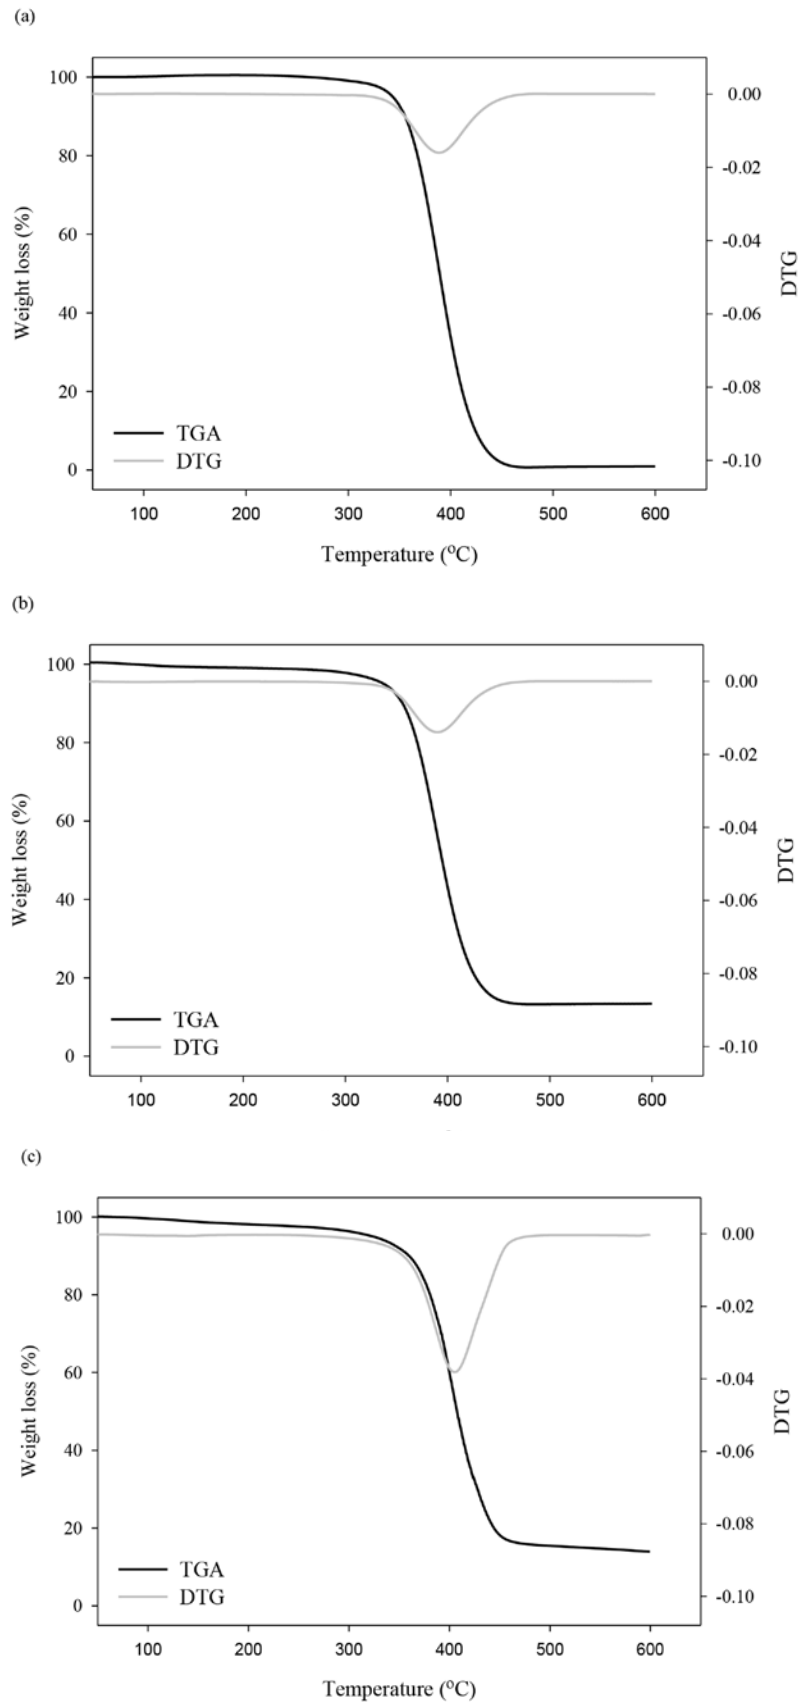 (a)
100
80
60
40
20
0
Weight loss (%)
0.00
-0.02
-0.04
-0.06
-0.08
-0.10
DTG
TGA
DTG
100 200 300 400 500 600
Temperature (°C)
(b)
100
80
60
40
20
0
Weight loss (%)
0.00
-0.02
-0.04
-0.06
-0.08
-0.10
DTG
TGA
DTG
100 200 300 400 500 600
(c)
100
80
60
40
20
0
Weight loss (%)
0.00
-0.02
-0.04
-0.06
-0.08
-0.10
DTG
TGA
DTG
100 200 300 400 500 600
Temperature (°C)